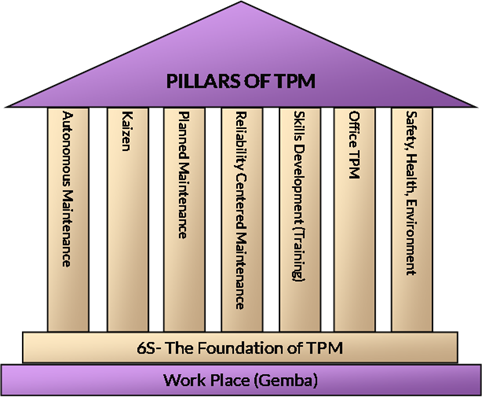 PILLARS OF TPM
Autonomous Maintenance
Kaizen
Planned Maintenance
Reliability Centered Maintenance
Skills Development (Training)
Office TPM
Safety, Health, Environment
6S- The Foundation of TPM
Work Place (Gemba)